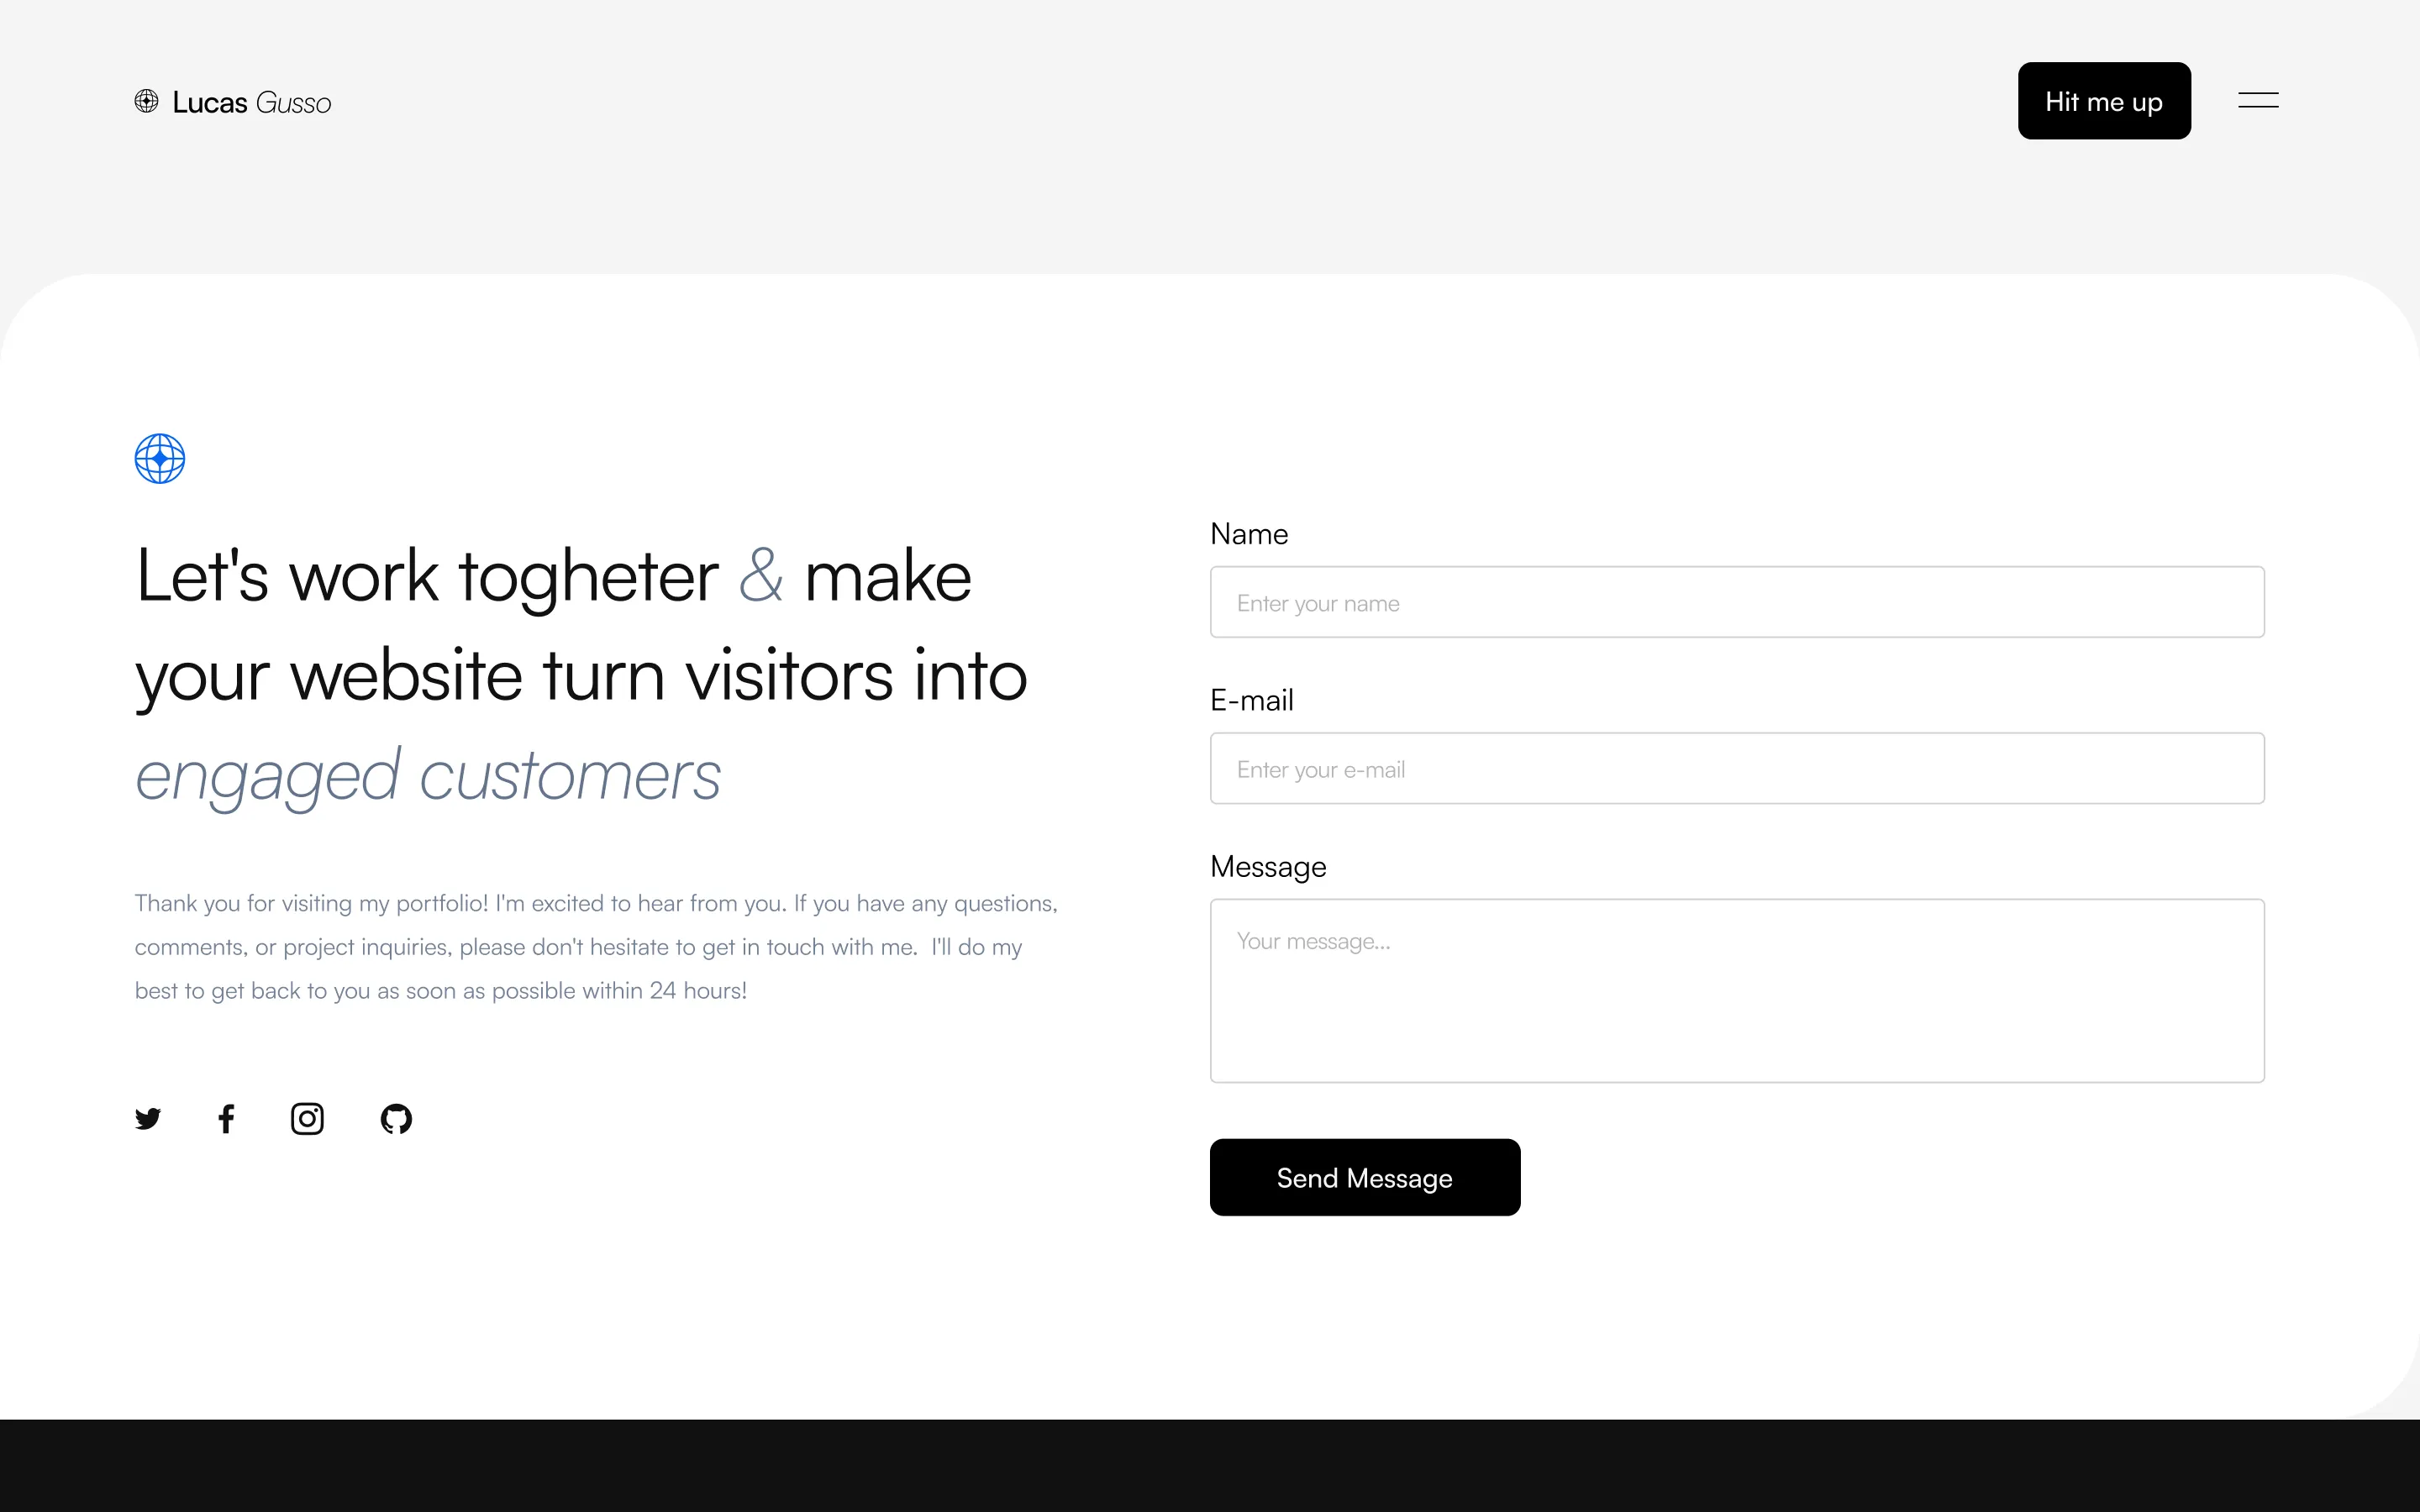 Lucas Gusso
Hit me up
Let's work togheter & make
your website turn visitors into
engaged customers
Thank you for visiting my portfolio! I'm excited to hear from you. If you have any questions,
comments, or project inquiries, please don't hesitate to get in touch with me.  I'll do my
best to get back to you as soon as possible within 24 hours!
Name
Enter your name
E-mail
Enter your e-mail
Message
Your message...
Send Message